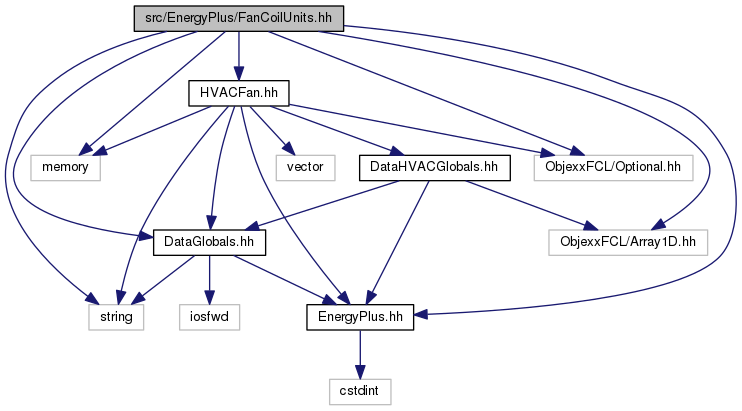 src/EnergyPlus/FanCoilUnits.hh
HVACFan.hh
memory
vector
DataHVACGlobals.hh
ObjexxFCL/Optional.hh
DataGlobals.hh
ObjexxFCL/Array1D.hh
string
iosfwd
EnergyPlus.hh
cstdint